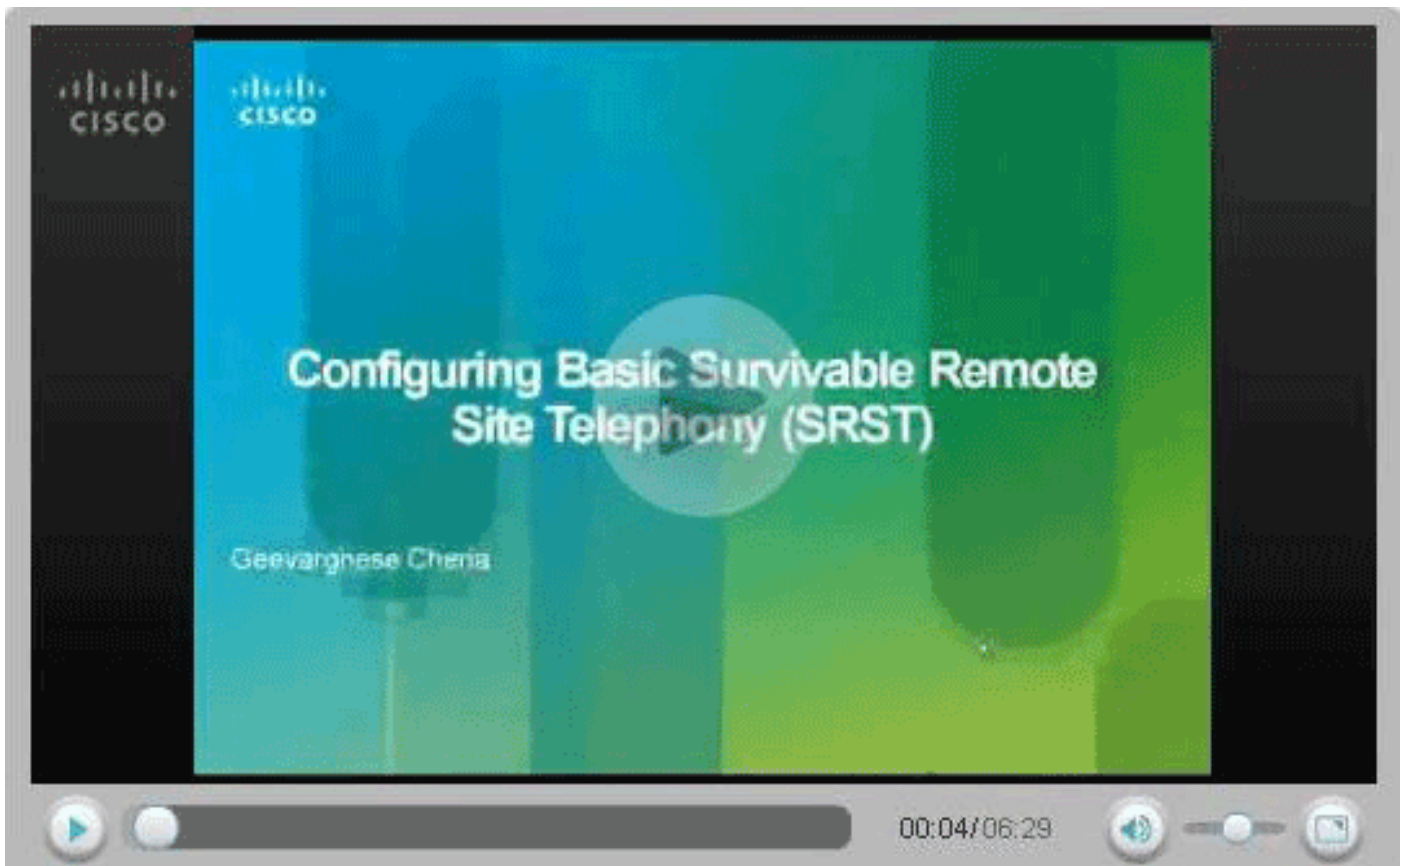 CISCO
CISCO
Configuring Basic Survivable Remote
Site Telephony (SRST)
Geevarghese Cheria
00:04/06:29